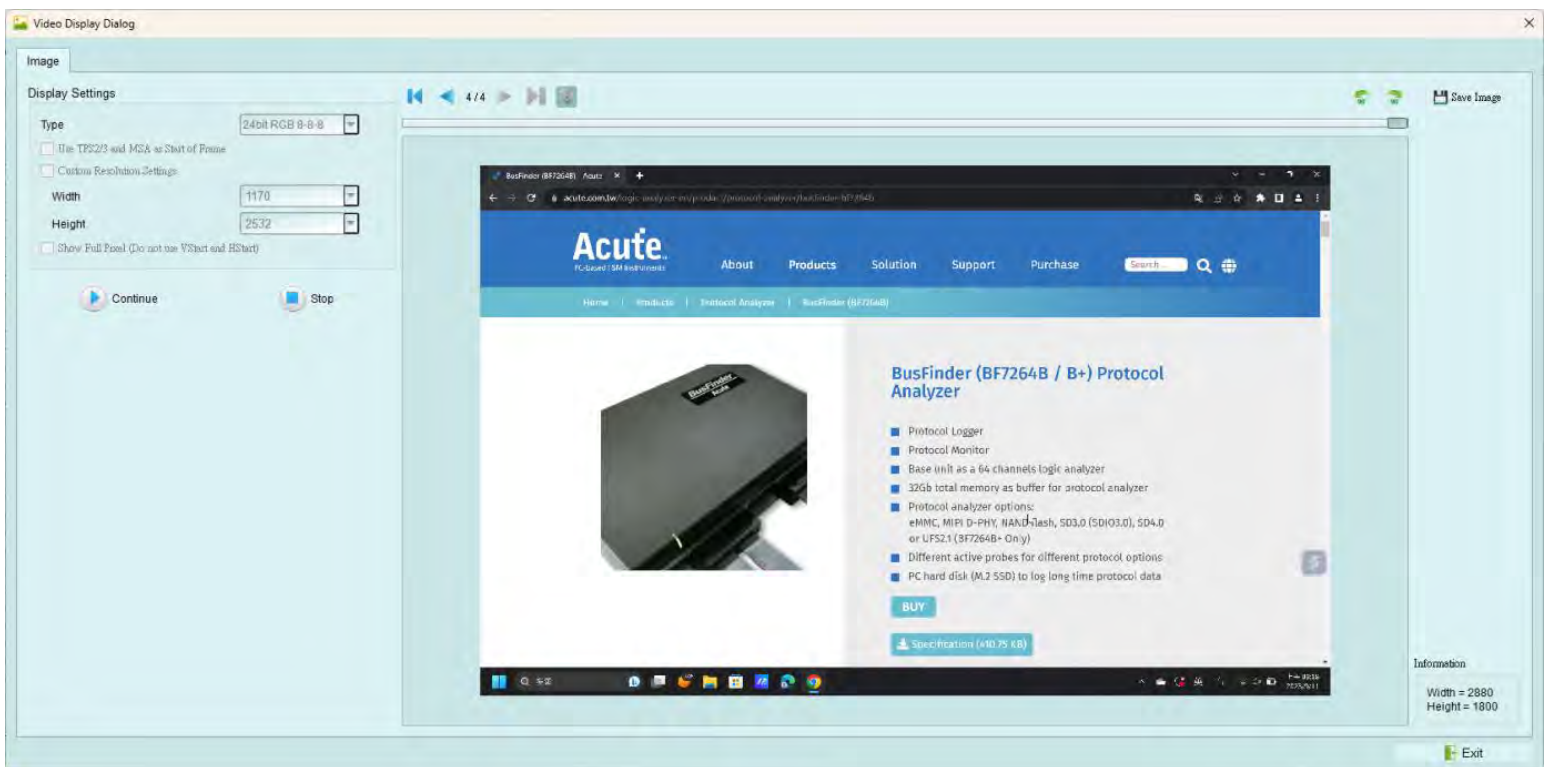 Video Display Dialog
Image
Display Settings
Type
24bit RGB 8-8-8
Use TPS2/3 and MSA as Start of Frame
Custom Resolution Settings
Width
1170
Height
2532
Show Full Pixel (Do not use VStart and HStart)
Continue
Stop
4/4
Save Image
BusFinder (BF7264B) Acute
Acute
PC-based T&M Instruments
About
Products
Solution
Support
Purchase
Search
Home | Products | Protocol Analyzer | BusFinder (BF7264B)
BusFinder
Acute
BusFinder (BF7264B / B+) Protocol
Analyzer
Protocol Logger
Protocol Monitor
Base unit as a 64 channels logic analyzer
32Gb total memory as buffer for protocol analyzer
Protocol analyzer options:
eMMC, MIPI D-PHY, NAND flash, SD3.0 (SDIO3.0), SD4.0
or UFS2.1 (BF7264B+ Only)
Different active probes for different protocol options
PC hard disk (M.2 SSD) to log long time protocol data
BUY
Specification
Information
Width = 2880
Height = 1800
Exit